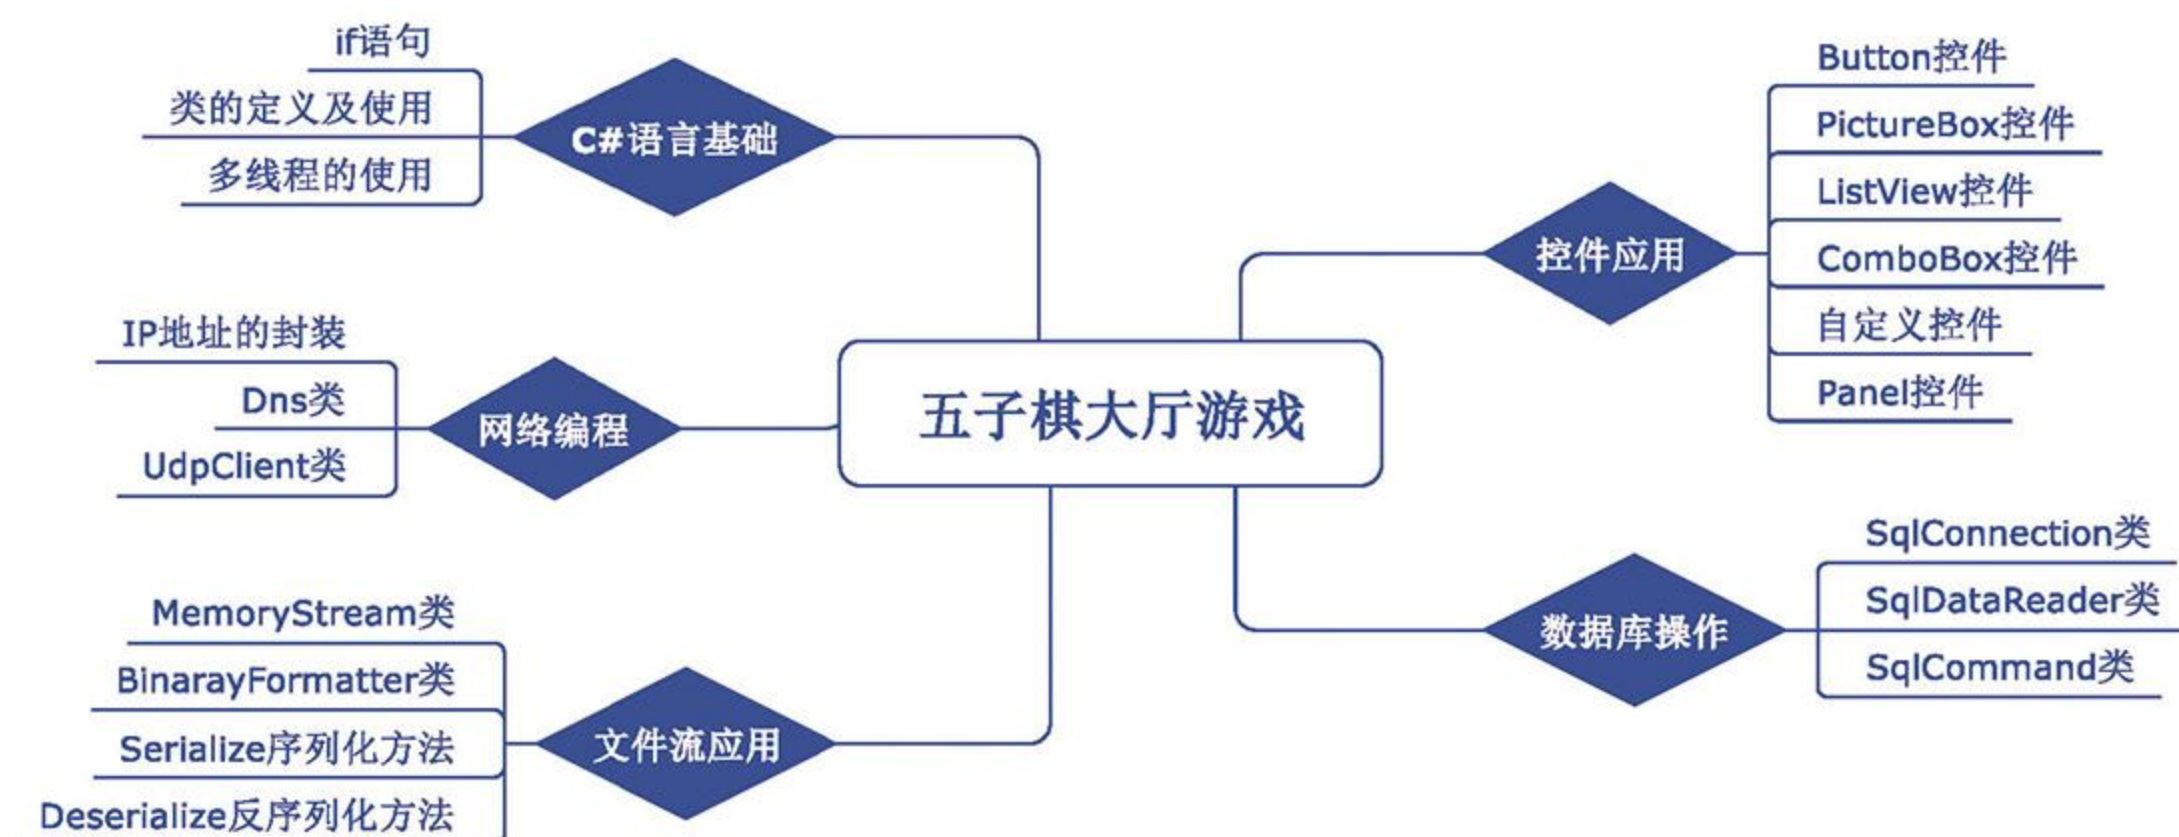 if语句
类的定义及使用
多线程的使用
C#语言基础
IP地址的封装
Dns类
UdpClient类
网络编程
MemoryStream类
BinarayFormatter类
Serialize序列化方法
Deserialize反序列化方法
文件流应用
五子棋大厅游戏
控件应用
Button控件
PictureBox控件
ListView控件
ComboBox控件
自定义控件
Panel控件
数据库操作
SqlConnection类
SqlDataReader类
SqlCommand类